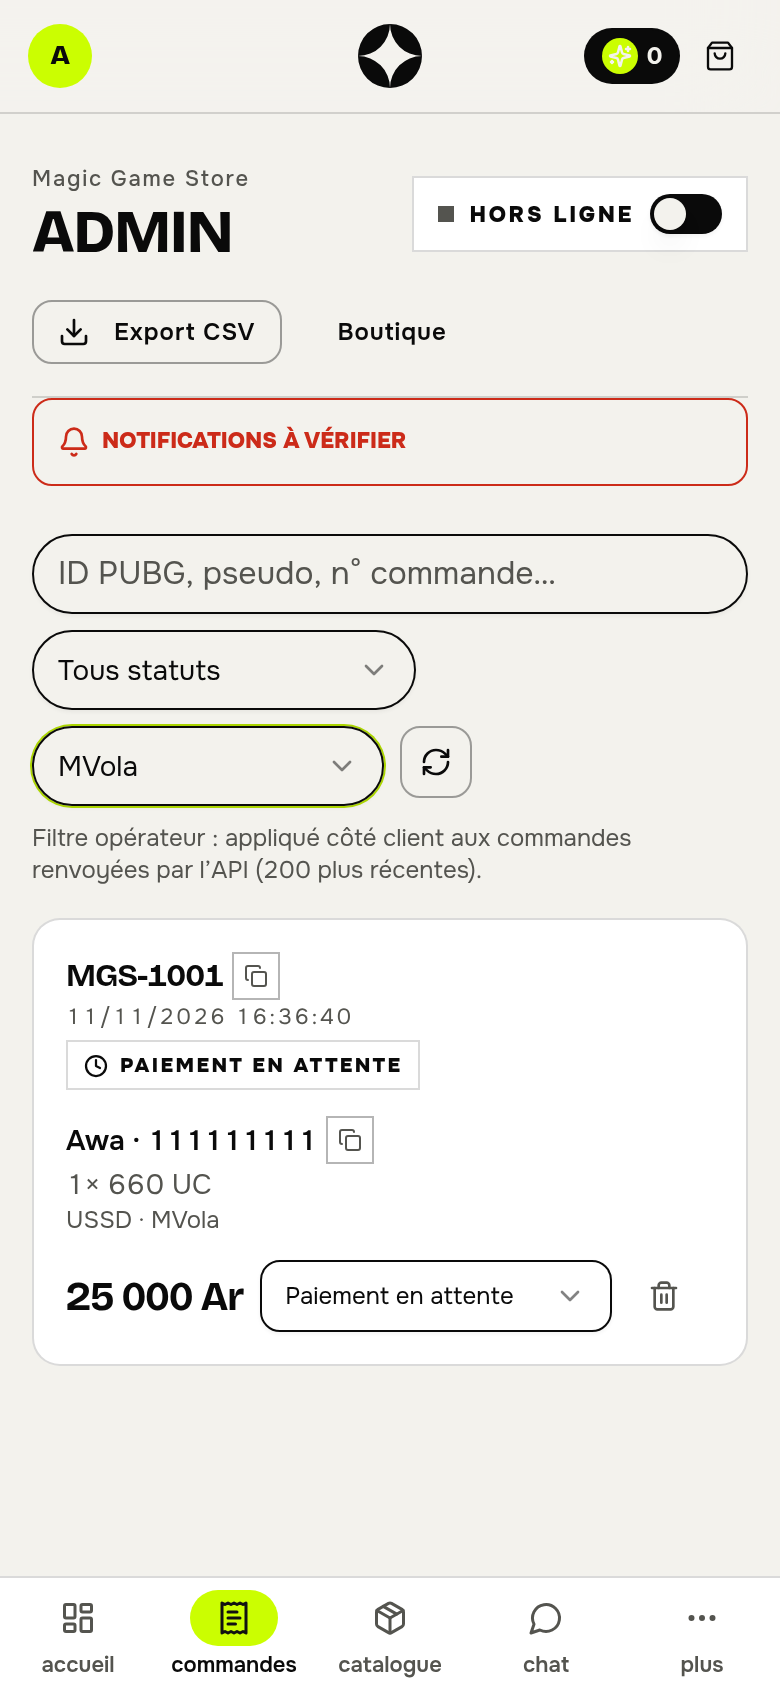 A
0
Magic Game Store
ADMIN
HORS LIGNE
Export CSV
Boutique
NOTIFICATIONS À VÉRIFIER
ID PUBG, pseudo, n° commande...
Tous statuts
MVola
Filtre opérateur : appliqué côté client aux commandes
renvoyées par l’API (200 plus récentes).
MGS-1001
11/11/2026 16:36:40
PAIEMENT EN ATTENTE
Awa · 111111111
1× 660 UC
USSD · MVola
25 000 Ar
Paiement en attente
accueil
commandes
catalogue
chat
plus